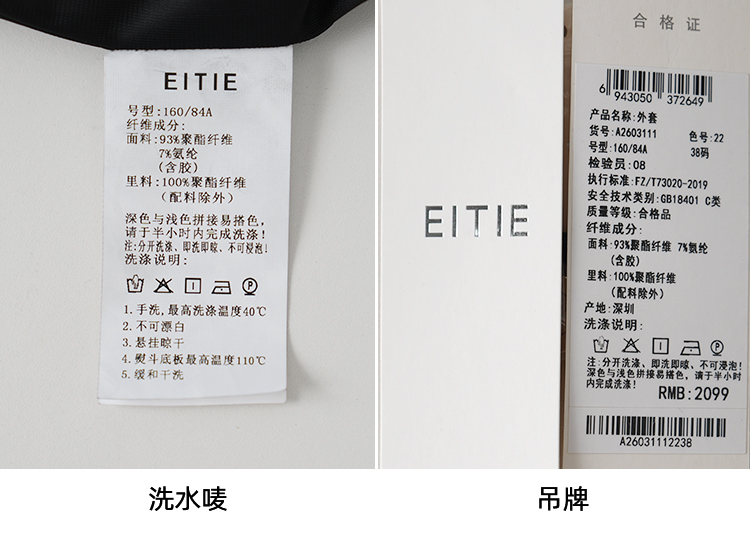 EITIE
号型:160/84A
纤维成分:
面料:93%聚酯纤维
7%氨纶
(含胶)
里料:100%聚酯纤维
(配料除外)
深色与浅色拼接易搭色,
请于半小时内完成洗涤!
注:分开洗涤、即洗即晾、不可浸泡!
洗涤说明:
P
1.手洗,最高洗涤温度40℃
2.不可漂白
3.悬挂晾干
4.熨斗底板最高温度110℃
5.缓和干洗
洗水唛
EITIE
合格证
6 943050 372649
产品名称:外套
货号:A2603111 色号:22
号型:160/84A 38码
检验员:08
执行标准:FZ/T73020-2019
安全技术类别:GB18401 C类
质量等级:合格品
纤维成分:
面料:93%聚酯纤维 7%氨纶
(含胶)
里料:100%聚酯纤维
(配料除外)
产地:深圳
洗涤说明:
P
注:分开洗涤、即洗即晾、不可浸泡!
深色与浅色拼接易搭色,请于半小时
内完成洗涤!
RMB:2099
A26031112238
吊牌